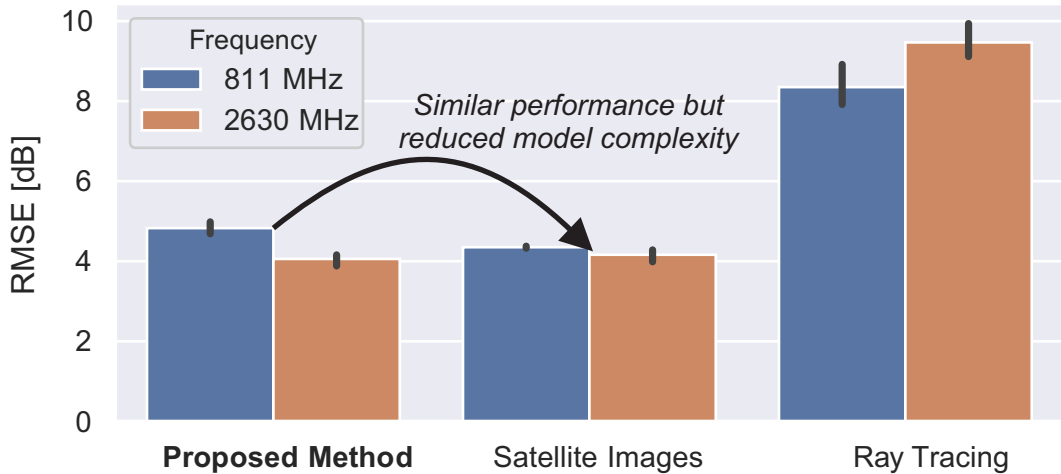 10
8
6
4
2
0
RMSE [dB]
Frequency
811 MHz
2630 MHz
Similar performance but
reduced model complexity
Proposed Method
Satellite Images
Ray Tracing